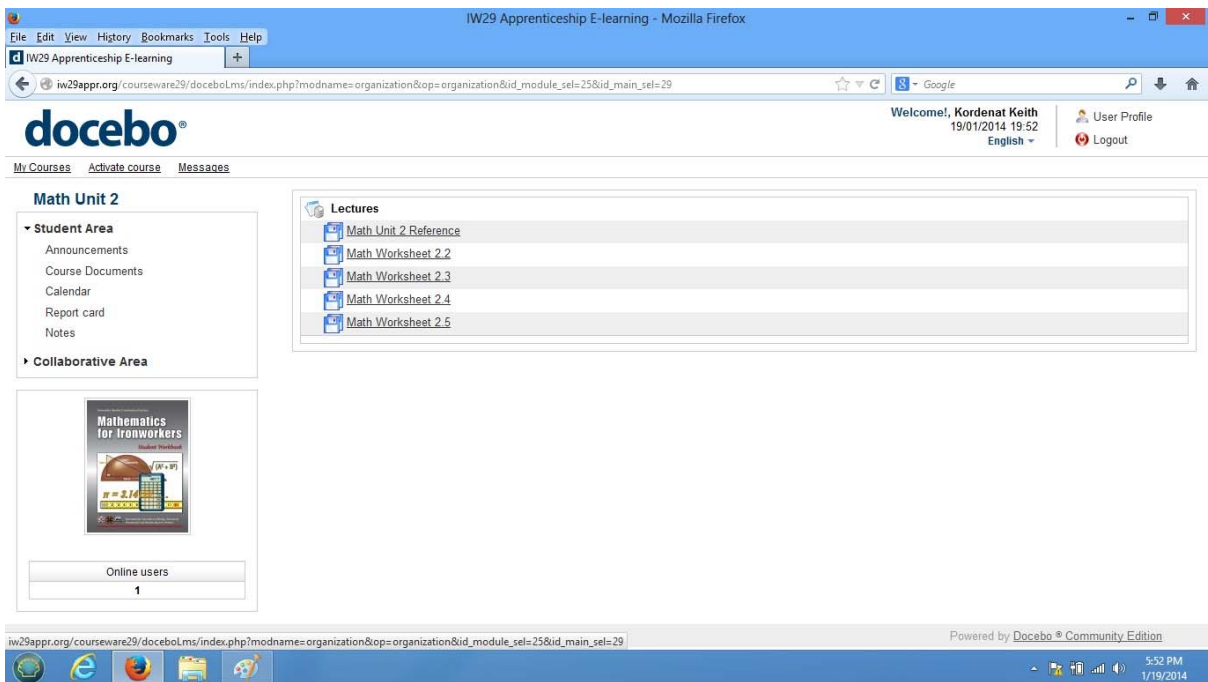 IW29 Apprenticeship E-learning - Mozilla Firefox
File Edit View History Bookmarks Tools Help
d IW29 Apprenticeship E-learning +
iw29appr.org/courseware29/doceboLms/index.php?modname=organization&op=organization&id_module_sel=25&id_main_sel=29
8 Google
docebo®
Welcome!, Kordenat Keith
19/01/2014 19:52
English
User Profile
Logout
My Courses Activate course Messages
Math Unit 2
Student Area
Announcements
Course Documents
Calendar
Report card
Notes
Collaborative Area
Lectures
Math Unit 2 Reference
Math Worksheet 2.2
Math Worksheet 2.3
Math Worksheet 2.4
Math Worksheet 2.5
Mathematics
for Ironworkers
Student Workbook
√(A² + B²)
π = 3.14
Online users
1
iw29appr.org/courseware29/doceboLms/index.php?modname=organization&op=organization&id_module_sel=25&id_main_sel=29
Powered by Docebo ® Community Edition
5:52 PM
1/19/2014